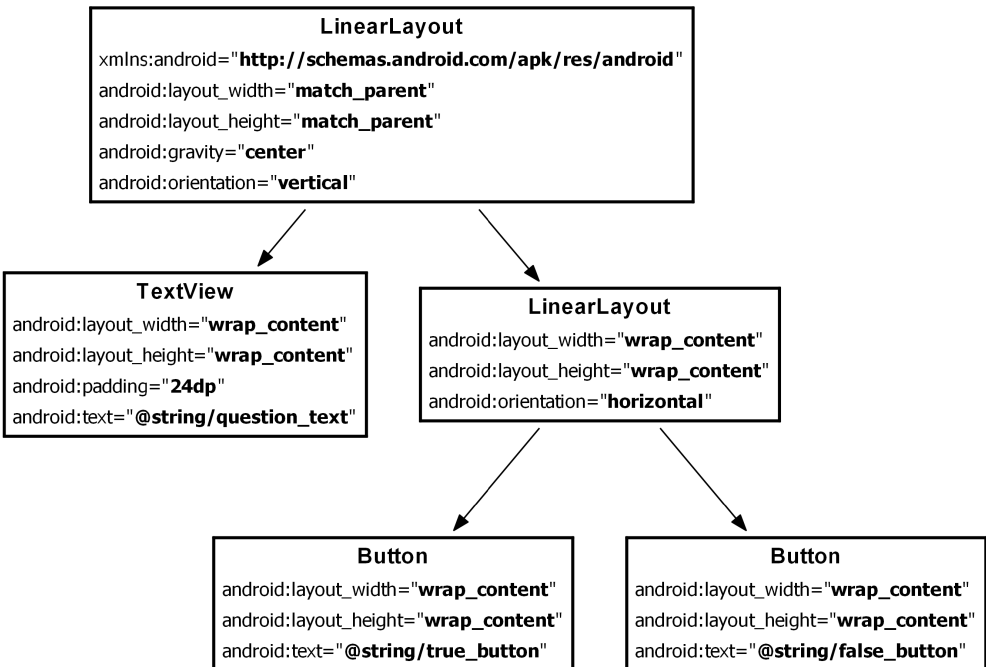 LinearLayout
xmlns:android="http://schemas.android.com/apk/res/android"
android:layout_width="match_parent"
android:layout_height="match_parent"
android:gravity="center"
android:orientation="vertical"
TextView
android:layout_width="wrap_content"
android:layout_height="wrap_content"
android:padding="24dp"
android:text="@string/question_text"
LinearLayout
android:layout_width="wrap_content"
android:layout_height="wrap_content"
android:orientation="horizontal"
Button
android:layout_width="wrap_content"
android:layout_height="wrap_content"
android:text="@string/true_button"
Button
android:layout_width="wrap_content"
android:layout_height="wrap_content"
android:text="@string/false_button"